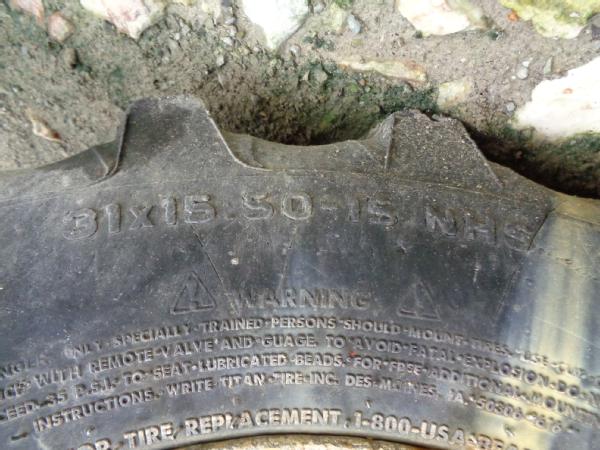 31x15.50-15 NHS
WARNING
ONLY SPECIALLY TRAINED PERSONS SHOULD MOUNT TIRES. USE
WITH REMOTE VALVE AND GUAGE. TO AVOID FATAL EXPLOSION DO
35 P.S.I. TO SEAT LUBRICATED BEADS. FOR FREE ADDITIONAL
INSTRUCTIONS. WRITE TITAN TIRE INC. DES MOINES, IA.
TIRE REPLACEMENT, 1-800-USA